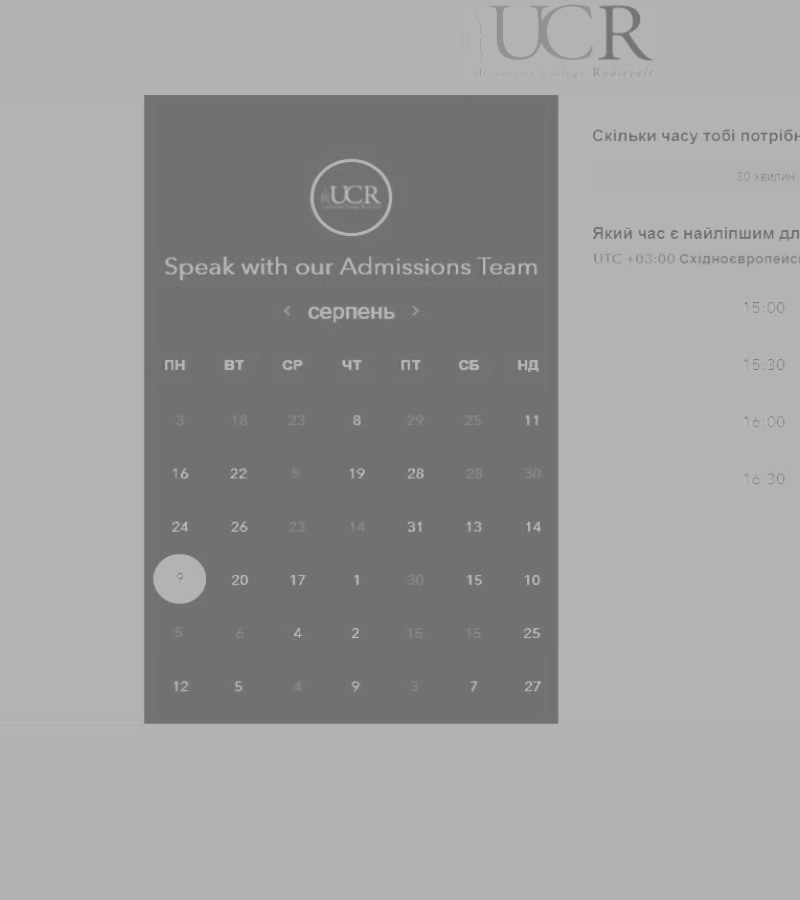 UCR
University College Roosevelt
UCR
Speak with our Admissions Team
‹ серпень ›
ПН ВТ СР ЧТ ПТ СБ НД
3 18 23 8 29 25 11
16 22 5 19 28 28 30
24 26 23 14 31 13 14
9 20 17 1 30 15 10
5 6 4 2 15 15 25
12 5 4 9 3 7 27
Скільки часу тобі потрібн
30 хвилин
Який час є найліпшим дл
UTC +03:00 Східноєвропейс
15:00
15:30
16:00
16:30